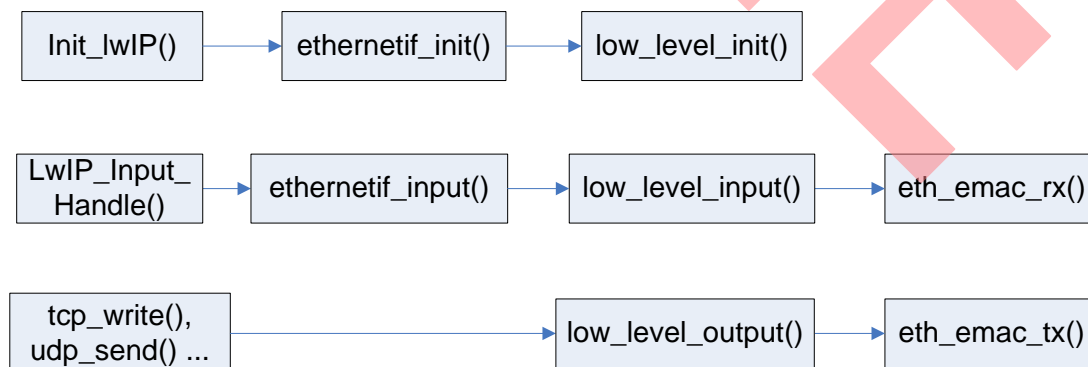 Init_lwIP()
ethernetif_init()
low_level_init()
LwIP_Input_
Handle()
ethernetif_input()
low_level_input()
eth_emac_rx()
tcp_write(),
udp_send() ...
low_level_output()
eth_emac_tx()